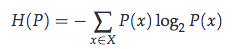 H(P) = − ∑ P(x) log₂ P(x)
x∈X